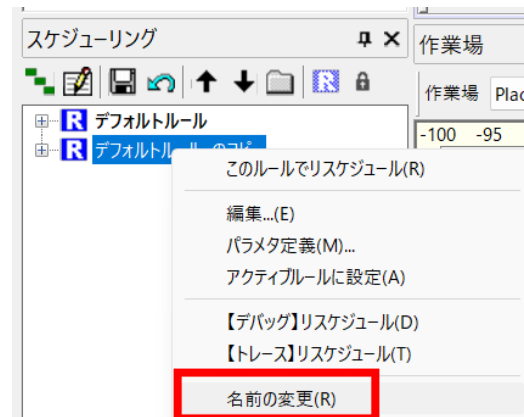 スケジューリング
作業場
作業場 Plac
-100 -95
R デフォルトルール
R デフォルトルールのコピー
このルールでリスケジュール(R)
編集...(E)
パラメタ定義(M)...
アクティブルールに設定(A)
【デバッグ】リスケジュール(D)
【トレース】リスケジュール(T)
名前の変更(R)